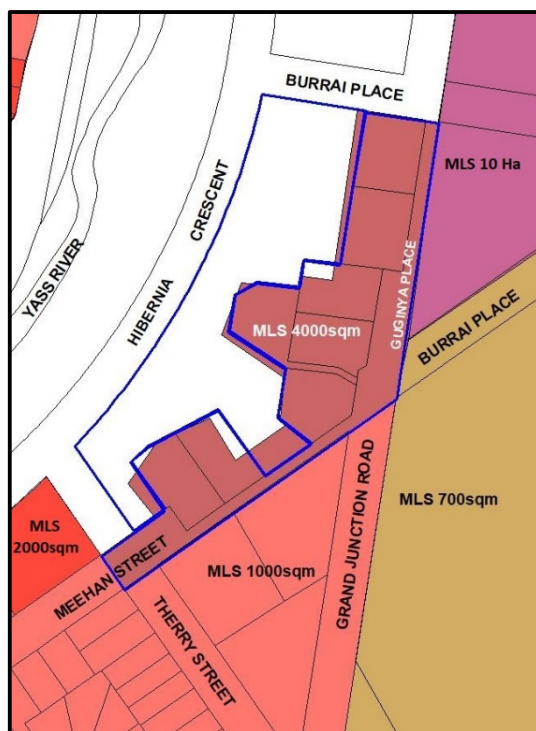 BURRAI PLACE
MLS 10 Ha
CRESCENT
HIBERNIA
YASS RIVER
GUGINYA PLACE
BURRAI PLACE
MLS 4000sqm
MLS
2000sqm
MEEHAN STREET
MLS 1000sqm
GRAND JUNCTION ROAD
MLS 700sqm
THERRY STREET